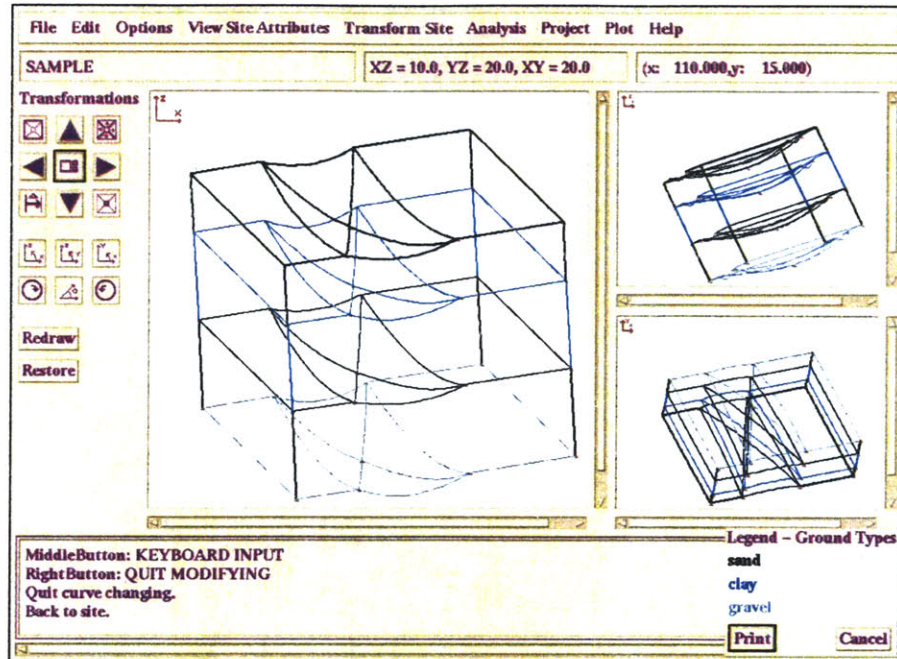 File Edit Options View Site Attributes Transform Site Analysis Project Plot Help
SAMPLE
XZ = 10.0, YZ = 20.0, XY = 20.0
(x: 110.000,y: 15.000)
Transformations
Z
X
Redraw
Restore
MiddleButton: KEYBOARD INPUT
RightButton: QUIT MODIFYING
Quit curve changing.
Back to site.
Legend - Ground Types
sand
clay
gravel
Print
Cancel